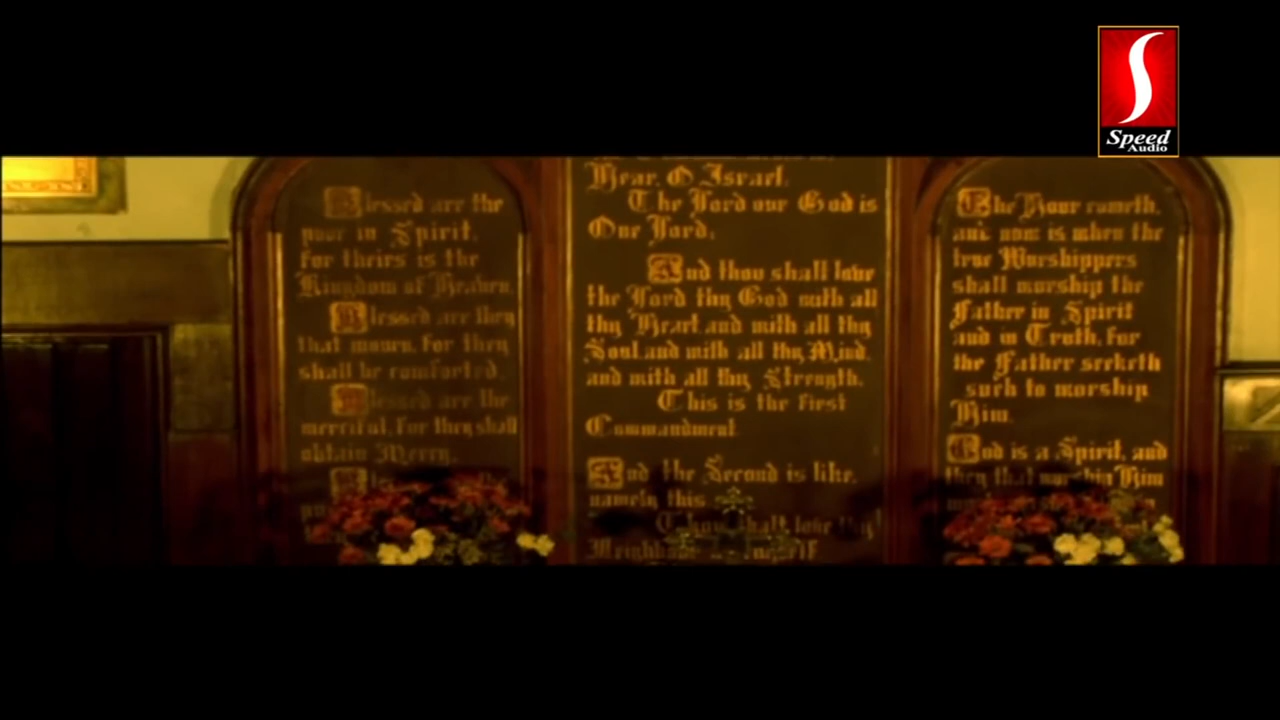 Speed
Audio
Blessed are the
poor in Spirit,
For theirs is the
Kingdom of Heaven.
Blessed are they
that mourn, For they
shall be comforted.
Blessed are the
merciful, For they shall
obtain Mercy.
Hear, O Israel,
The Lord our God is
One Lord;
And thou shall love
the Lord thy God with all
thy Heart, and with all thy
Soul, and with all thy Mind,
and with all thy Strength,
This is the first
Commandment
And the Second is like,
namely this
Thou shall love thy
Neighbour
The Hour cometh,
and now is when the
true Worshippers
shall worship the
Father in Spirit
and in Truth, For
the Father seeketh
such to worship
Him.
God is a Spirit, and
they that worship Him